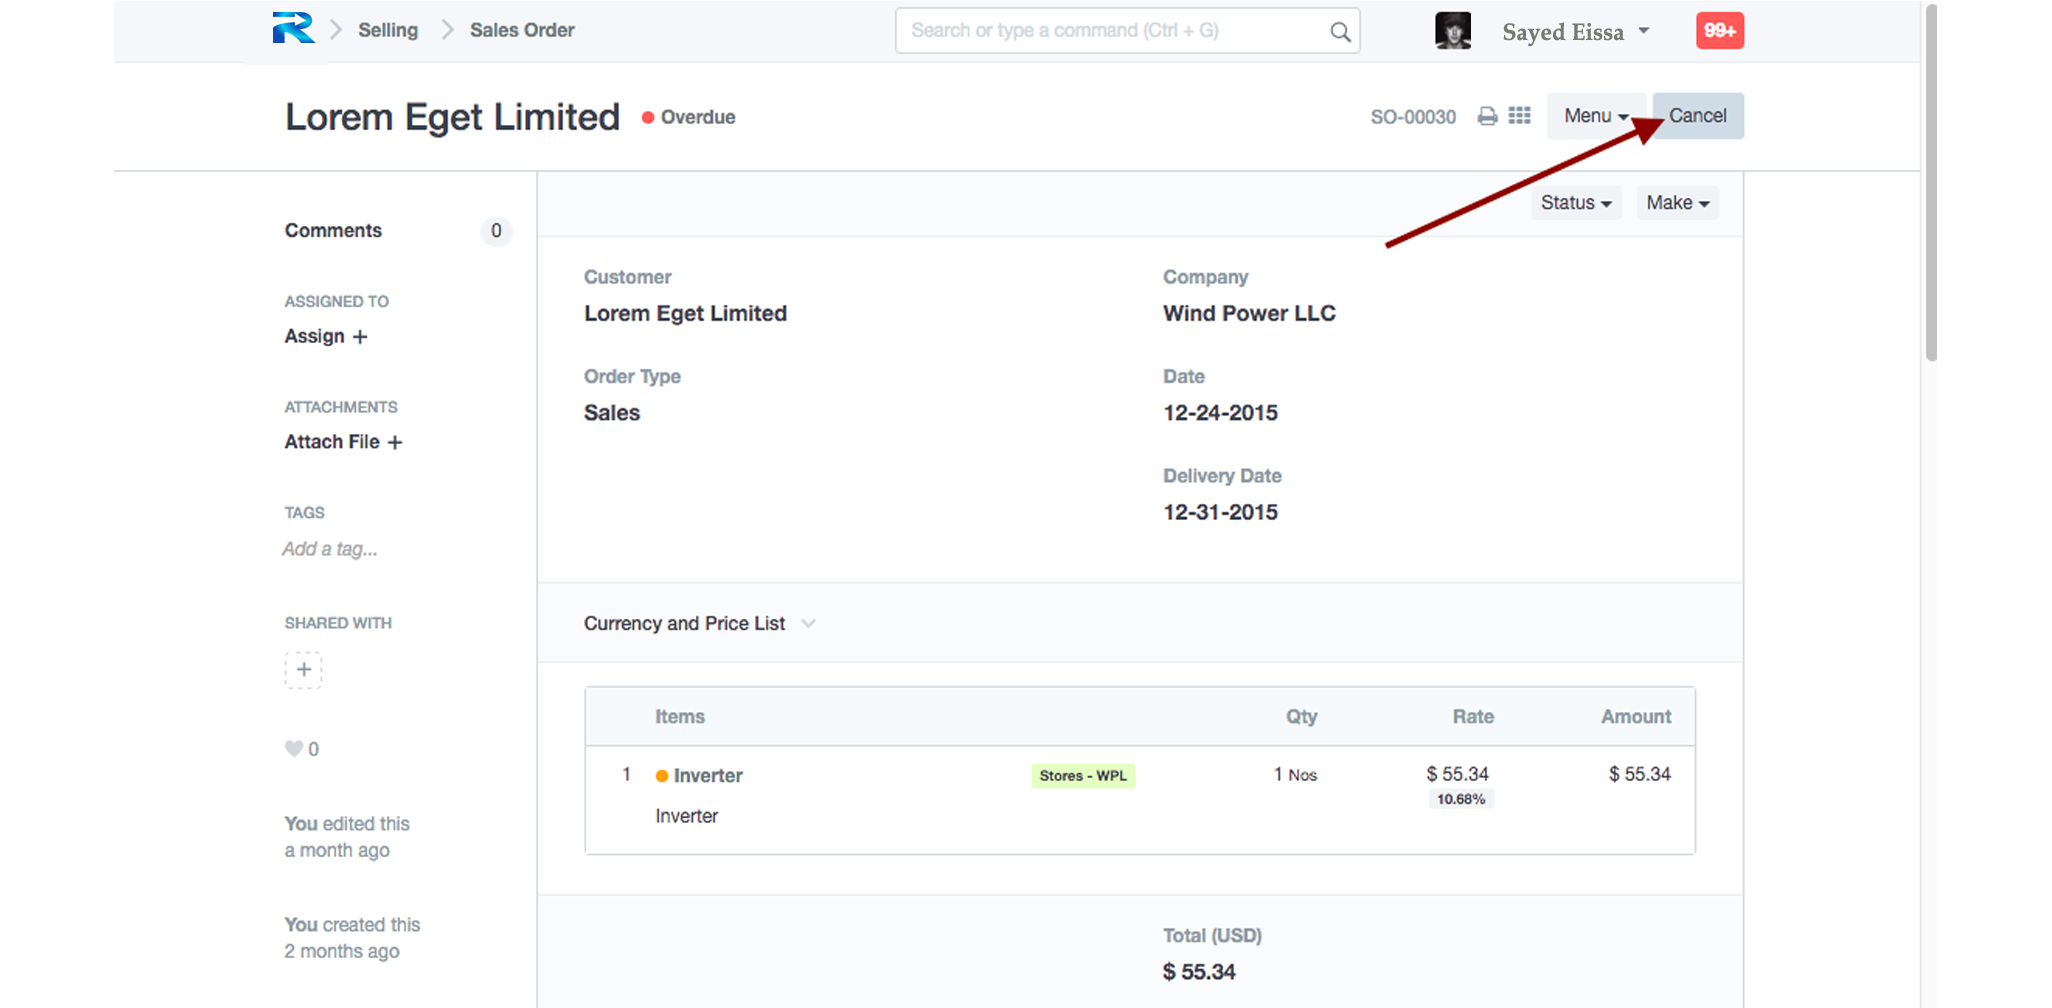 Selling Sales Order Search or type a command (Ctrl + G) Sayed Eissa 99+
Lorem Eget Limited Overdue SO-00030 Menu Cancel
Status Make
Comments 0
ASSIGNED TO
Assign +
ATTACHMENTS
Attach File +
TAGS
Add a tag...
SHARED WITH
+
0
You edited this
a month ago
You created this
2 months ago
Customer
Lorem Eget Limited
Order Type
Sales
Company
Wind Power LLC
Date
12-24-2015
Delivery Date
12-31-2015
Currency and Price List
Items Qty Rate Amount
1 Inverter Stores - WPL 1 Nos $ 55.34 $ 55.34
10.68%
Inverter
Total (USD)
$ 55.34